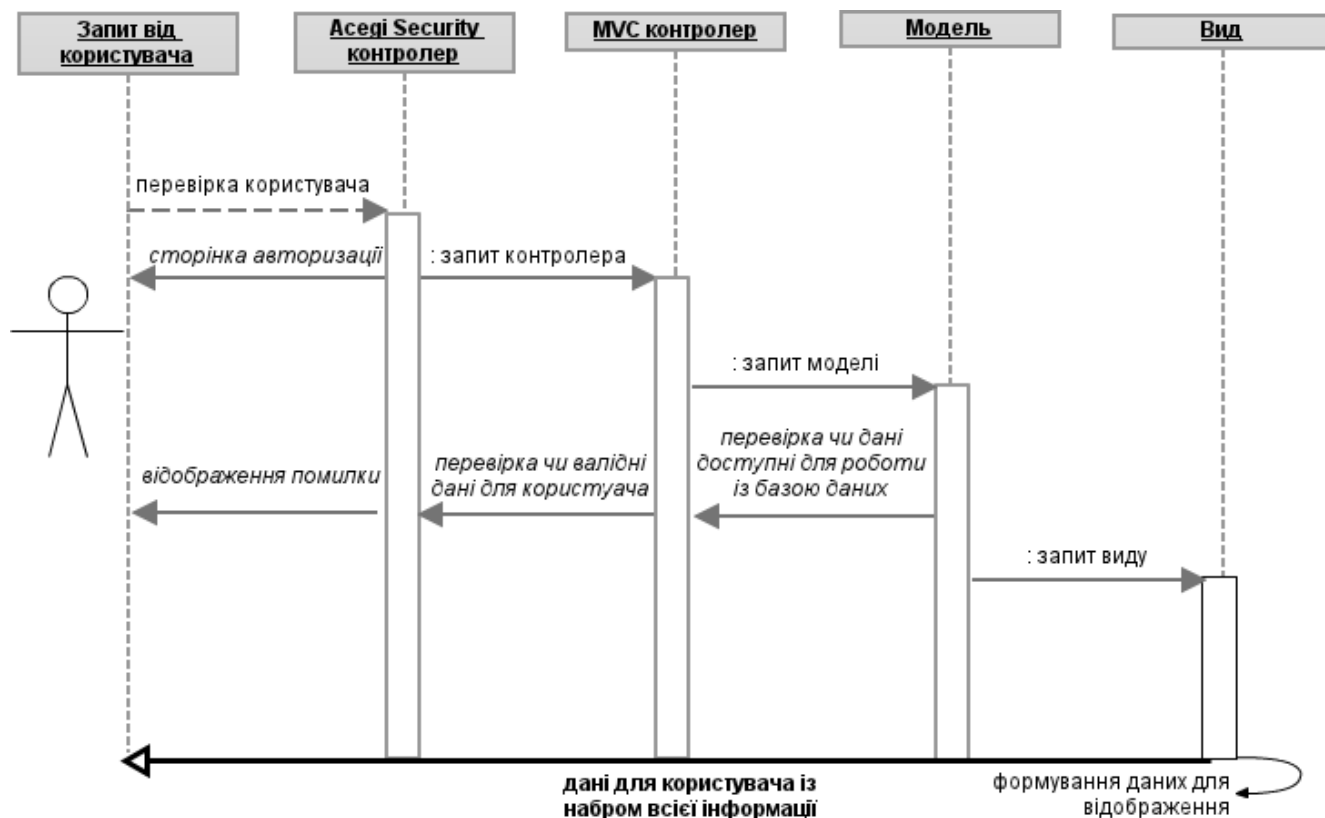 Запит від
користувача
Acegi Security
контролер
MVC контролер
Модель
Вид
перевірка користувача
сторінка авторизації
: запит контролера
: запит моделі
відображення помилки
перевірка чи валідні
дані для користуача
перевірка чи дані
доступні для роботи
із базою даних
: запит виду
дані для користувача із
набром всієї інформації
формування даних для
відображення